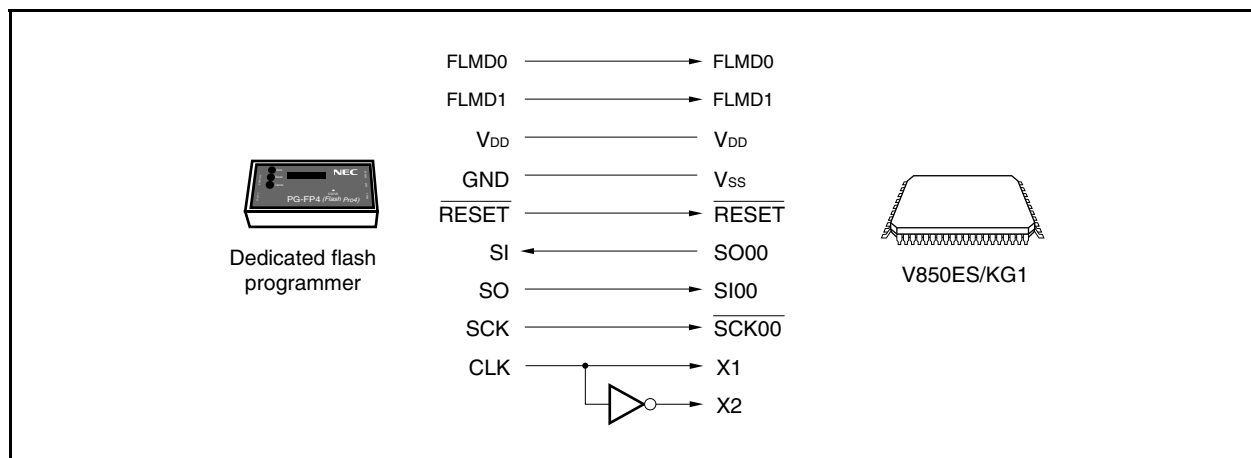 FLMD0 FLMD0
FLMD1 FLMD1
VDD VDD
GND VSS
RESET RESET
SI SO00
SO SI00
SCK SCK00
CLK X1
X2
NEC
PG-FP4 (Flash Pro4)
Dedicated flash
programmer
V850ES/KG1